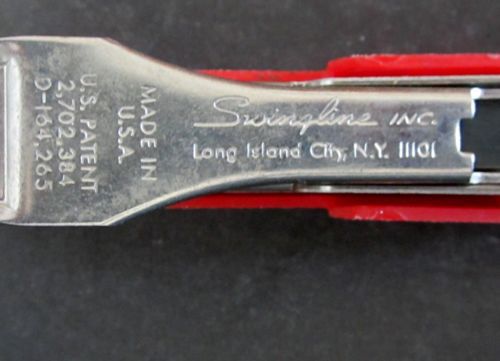 Swingline INC.
Long Island City, N.Y. 11101
MADE IN
U.S.A.
U.S. PATENT
2,702,384
D-164,265